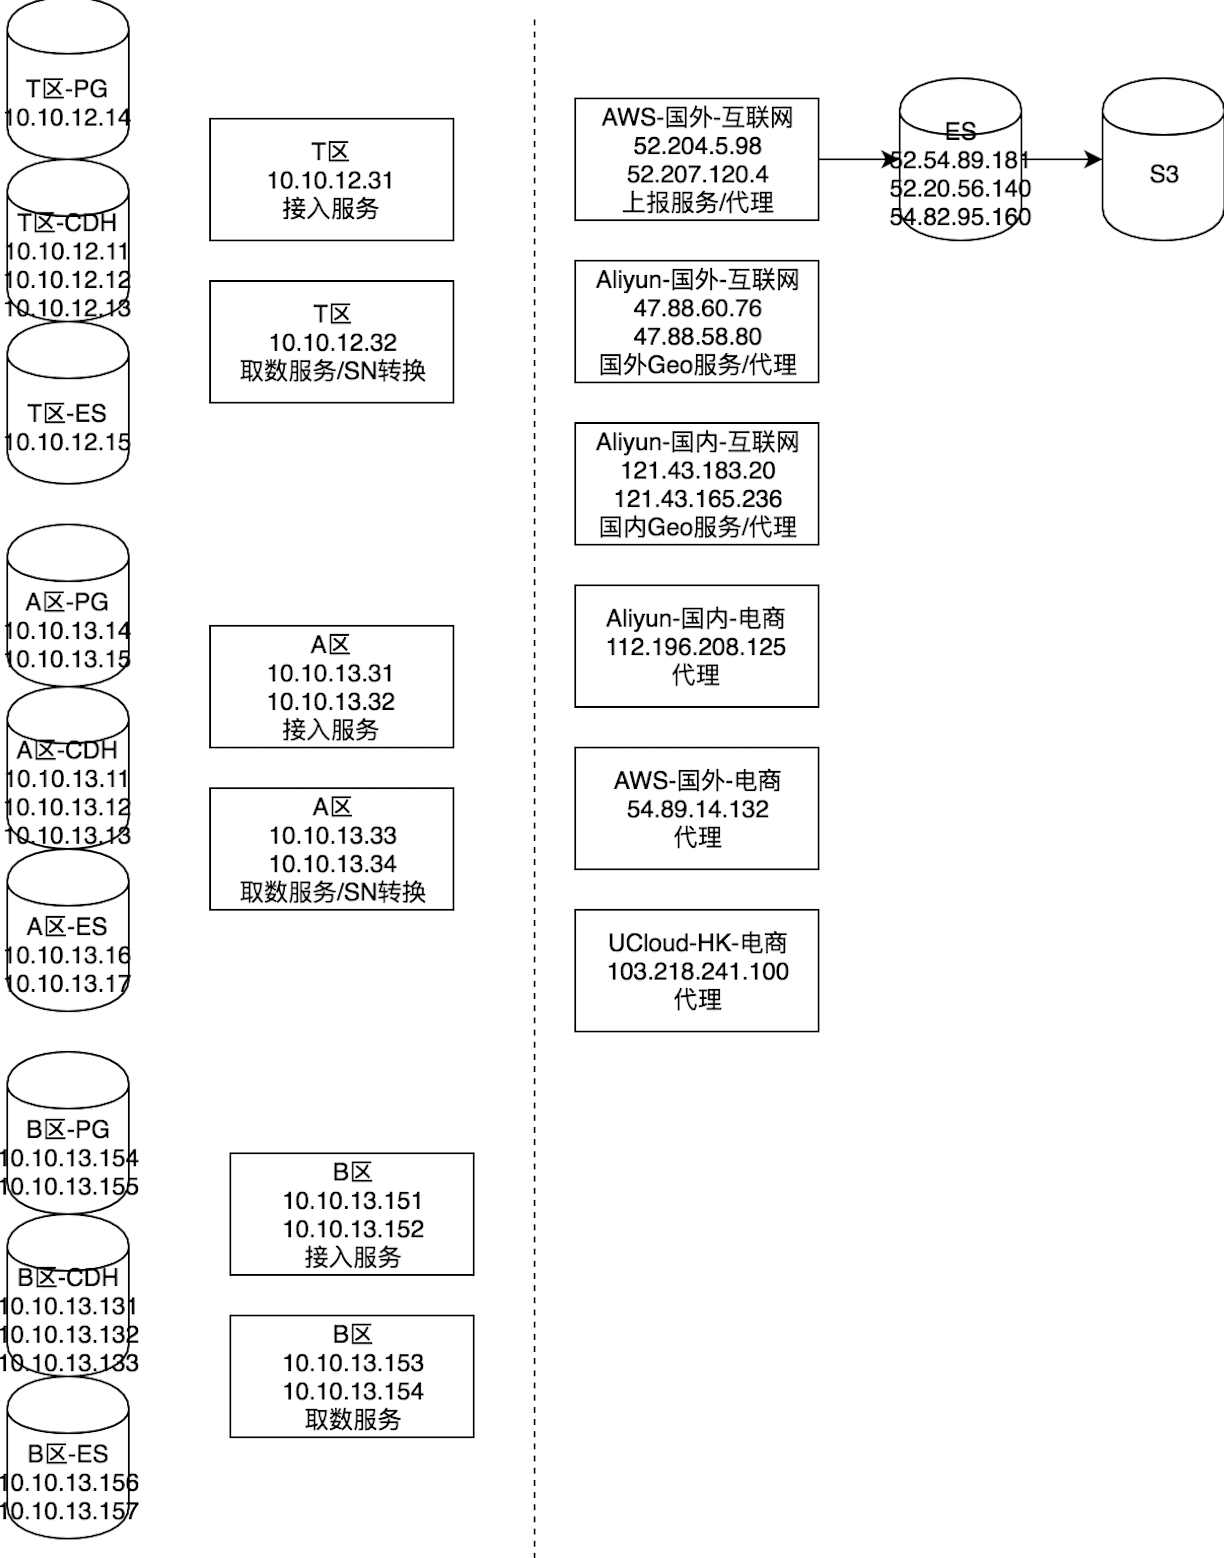 T区-PG
10.10.12.14
T区-CDH
10.10.12.11
10.10.12.12
10.10.12.13
T区-ES
10.10.12.15
T区
10.10.12.31
接入服务
T区
10.10.12.32
取数服务/SN转换
A区-PG
10.10.13.14
10.10.13.15
A区-CDH
10.10.13.11
10.10.13.12
10.10.13.13
A区-ES
10.10.13.16
10.10.13.17
A区
10.10.13.31
10.10.13.32
接入服务
A区
10.10.13.33
10.10.13.34
取数服务/SN转换
B区-PG
10.10.13.154
10.10.13.155
B区-CDH
10.10.13.131
10.10.13.132
10.10.13.133
B区-ES
10.10.13.156
10.10.13.157
B区
10.10.13.151
10.10.13.152
接入服务
B区
10.10.13.153
10.10.13.154
取数服务
AWS-国外-互联网
52.204.5.98
52.207.120.4
上报服务/代理
ES
52.54.89.181
52.20.56.140
54.82.95.160
S3
Aliyun-国外-互联网
47.88.60.76
47.88.58.80
国外Geo服务/代理
Aliyun-国内-互联网
121.43.183.20
121.43.165.236
国内Geo服务/代理
Aliyun-国内-电商
112.196.208.125
代理
AWS-国外-电商
54.89.14.132
代理
UCloud-HK-电商
103.218.241.100
代理